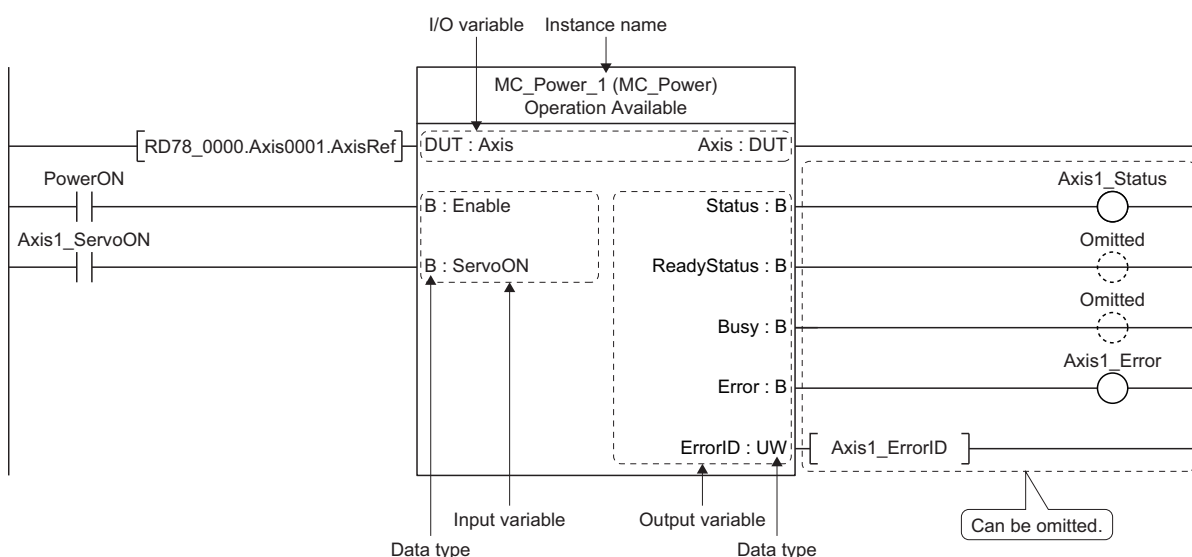 I/O variable Instance name
MC_Power_1 (MC_Power)
Operation Available
RD78_0000.Axis0001.AxisRef DUT : Axis Axis : DUT
PowerON Axis1_Status
B : Enable Status : B
Axis1_ServoON Omitted
B : ServoON ReadyStatus : B
Omitted
Busy : B
Axis1_Error
Error : B
ErrorID : UW Axis1_ErrorID
Input variable Output variable Can be omitted.
Data type Data type